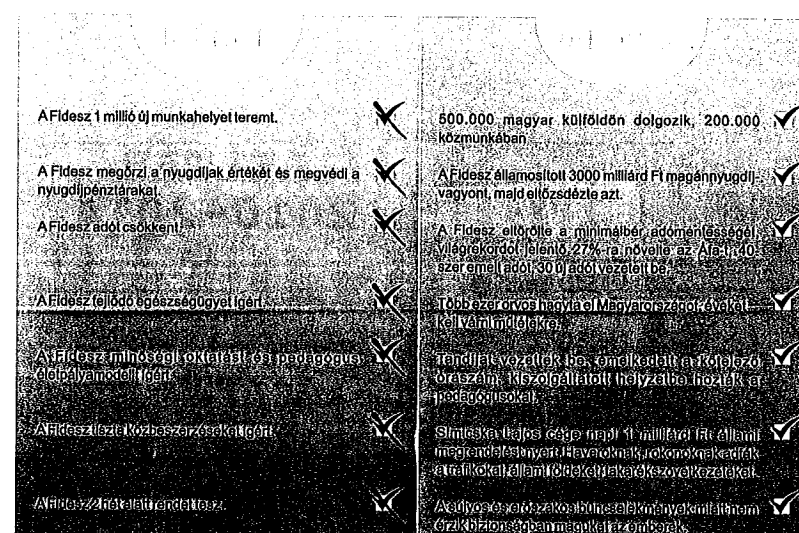 A Fidesz 1 millió új munkahelyet teremt.
A Fidesz megőrzi a nyugdíjak értékét és megvédi a
nyugdíjpénztárakat.
A Fidesz adót csökkent!
A Fidesz fejlődő egészségügyet ígért.
A Fidesz minőségi oktatást és pedagógus
életpályamodellt ígért.
A Fidesz tiszta közbeszerzéseket ígért.
A Fidesz 2 hét alatt rendet tesz.
500.000 magyar külföldön dolgozik, 200.000
közmunkában
A Fidesz államosított 3000 milliárd Ft magánnyugdíj-
vagyont, majd eltőzsdézte azt.
A Fidesz eltörölte a minimálbér adómentességét,
világrekordot jelentő 27%-ra növelte az Áfa-t, 40-
szer emelt adót, 30 új adót vezetett be.
Több ezer orvos hagyta el Magyarországot, éveket
kell várni műtétekre.
Tandíjat vezettek be, emelkedett a kötelező
óraszám, kiszolgáltatott helyzetbe hozták a
pedagógusokat.
Simicska Lajos cége napi 1 milliárd Ft állami
megrendelést nyert. Haveroknak, rokonoknak adták
a trafikokat, állami földeket, takarékszövetkezeteket.
A súlyos és erőszakos bűncselekmények miatt nem
érzik biztonságban magukat az emberek.